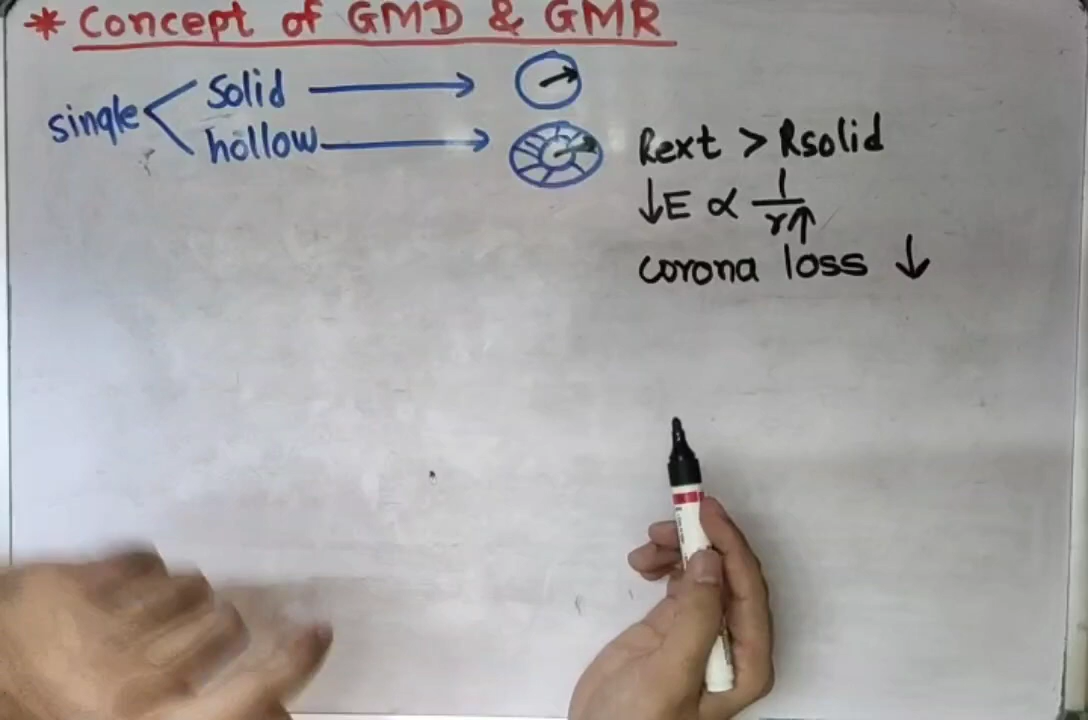 * Concept of GMD & GMR
single
Solid
hollow
Rext > Rsolid
↓E ∝ 1/r↑
corona loss ↓